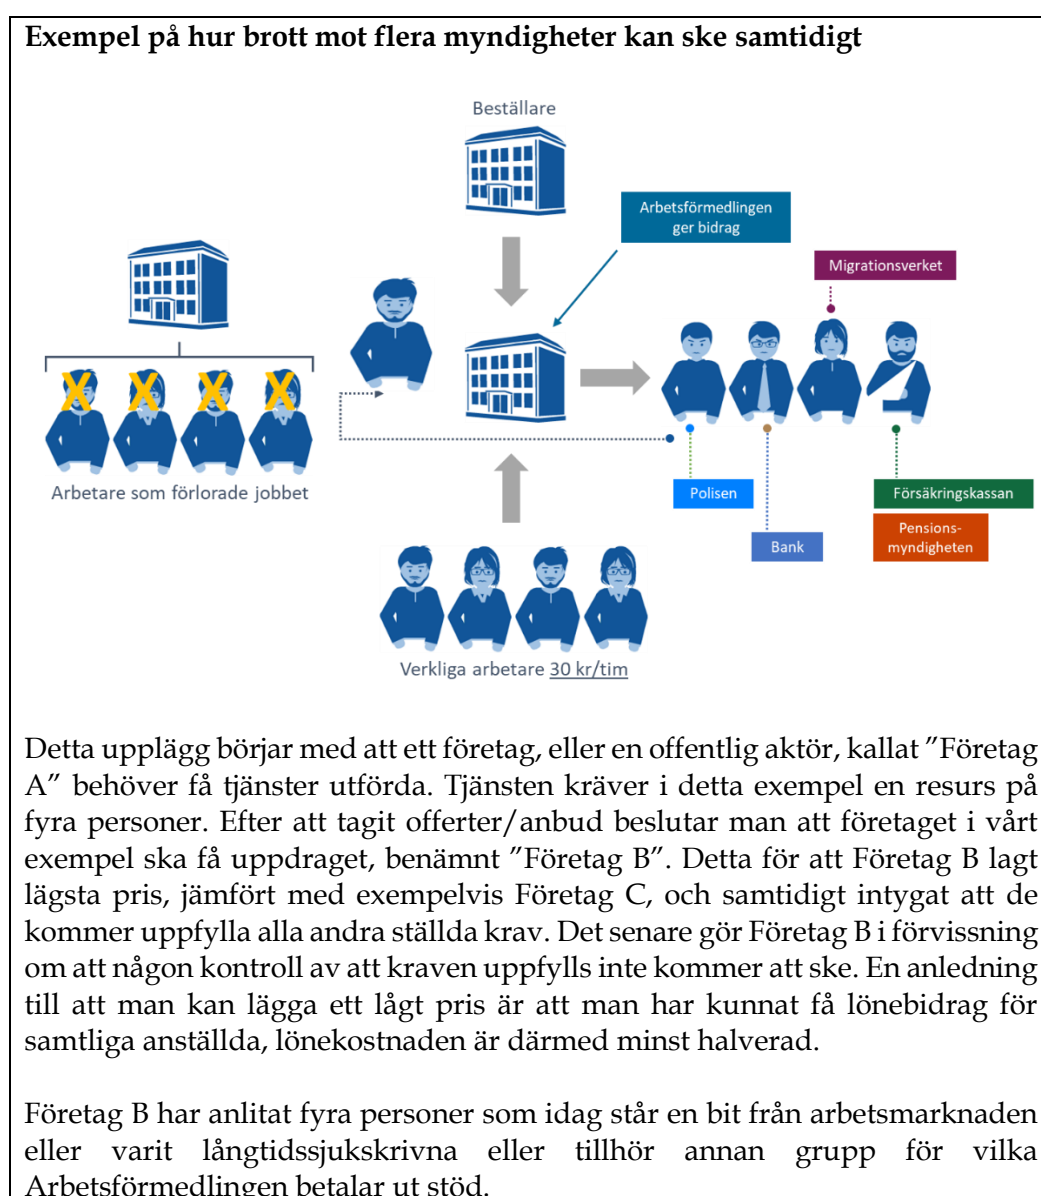 Exempel på hur brott mot flera myndigheter kan ske samtidigt
Beställare
Arbetsförmedlingen
ger bidrag
Migrationsverket
Arbetare som förlorade jobbet
Polisen
Försäkringskassan
Bank
Pensions-
myndigheten
Verkliga arbetare 30 kr/tim
Detta upplägg börjar med att ett företag, eller en offentlig aktör, kallat ”Företag
A” behöver få tjänster utförda. Tjänsten kräver i detta exempel en resurs på
fyra personer. Efter att tagit offerter/anbud beslutar man att företaget i vårt
exempel ska få uppdraget, benämnt ”Företag B”. Detta för att Företag B lagt
lägsta pris, jämfört med exempelvis Företag C, och samtidigt intygat att de
kommer uppfylla alla andra ställda krav. Det senare gör Företag B i förvissning
om att någon kontroll av att kraven uppfylls inte kommer att ske. En anledning
till att man kan lägga ett lågt pris är att man har kunnat få lönebidrag för
samtliga anställda, lönekostnaden är därmed minst halverad.
Företag B har anlitat fyra personer som idag står en bit från arbetsmarknaden
eller varit långtidssjukskrivna eller tillhör annan grupp för vilka
Arbetsförmedlingen betalar ut stöd.